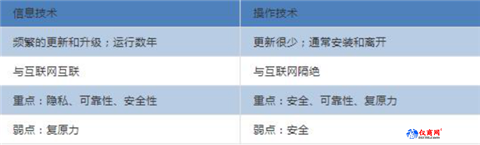 信息技术 操作技术
频繁的更新和升级；运行数年 更新很少；通常安装和离开
与互联网互联 与互联网隔绝
重点：隐私、可靠性、安全性 重点：安全、可靠性、复原力
弱点：复原力 弱点：安全
仪商网